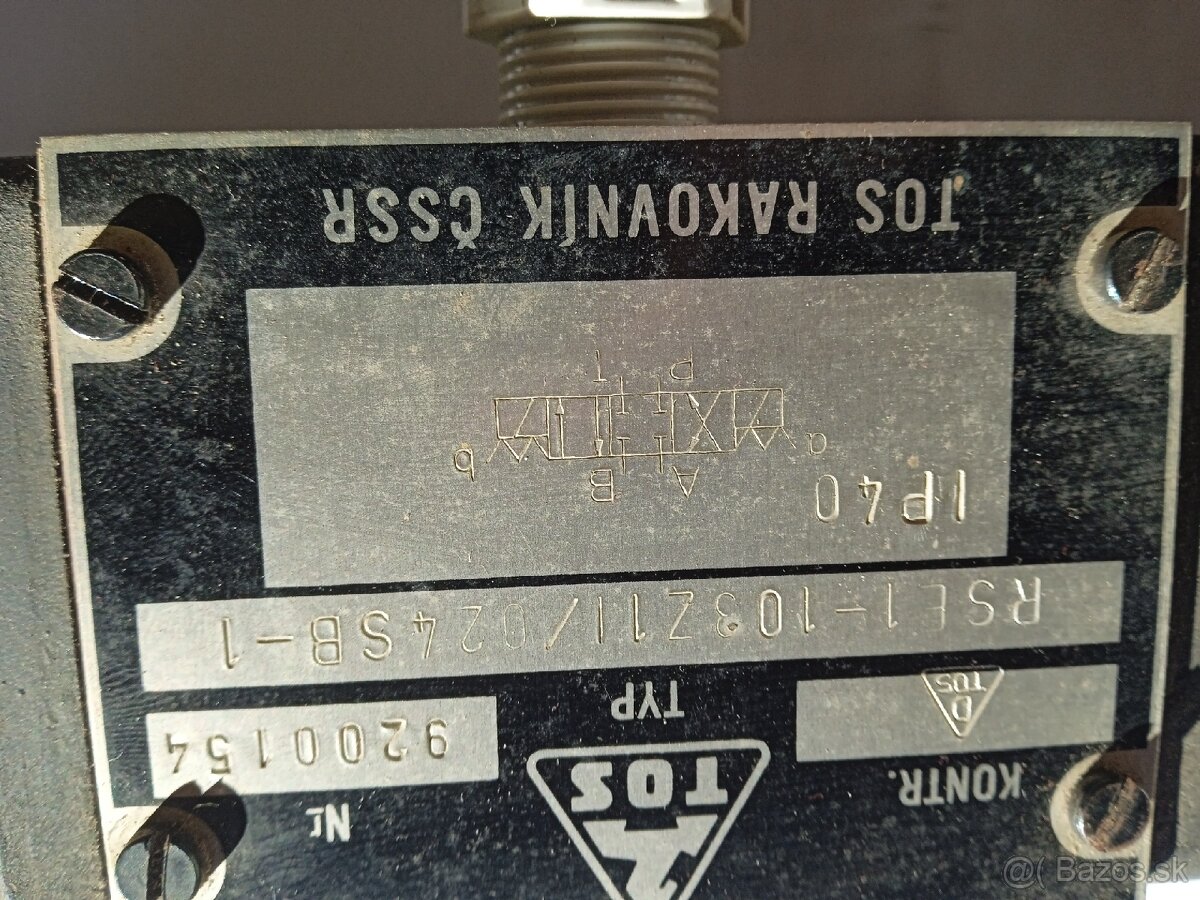 TOS
KONTR.
Nr.
D
TOS
TYP
9200154
RSE1-103Z11/024SB-1
IP40
A B
a b
P T
TOS RAKOVNÍK ČSSR
Bazos.sk